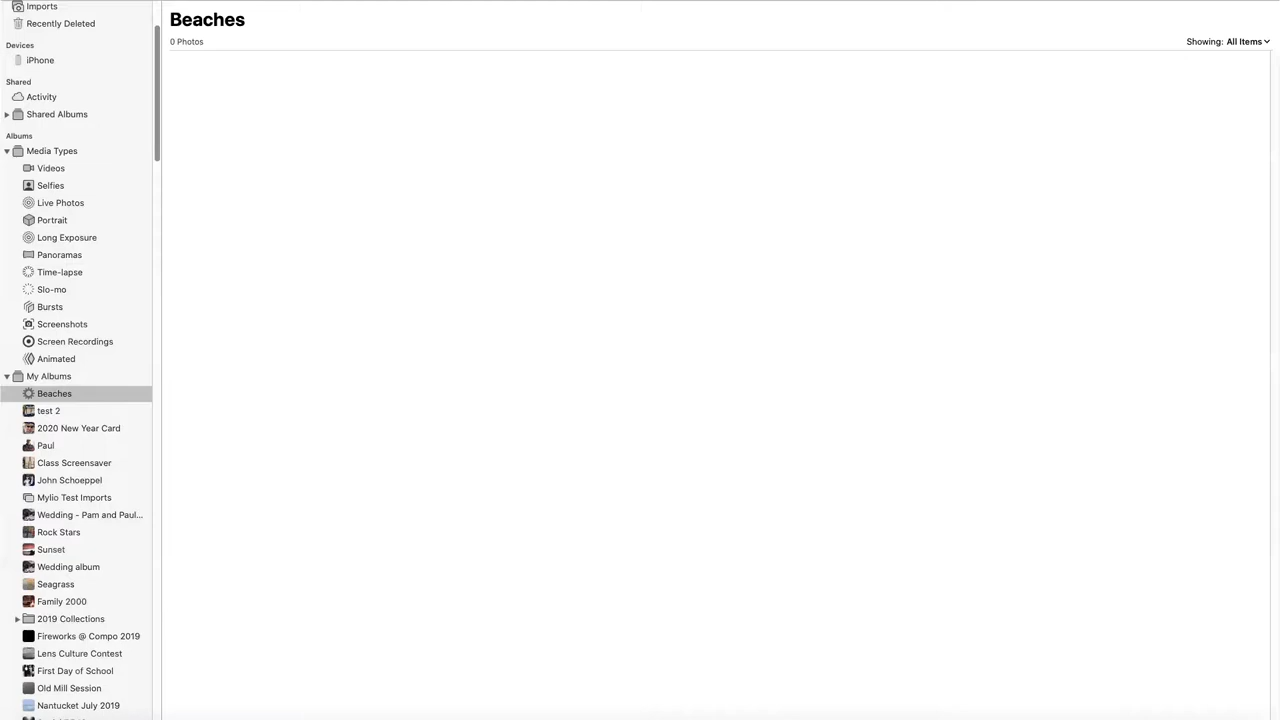 Imports
Recently Deleted
Devices
iPhone
Shared
Activity
Shared Albums
Albums
Media Types
Videos
Selfies
Live Photos
Portrait
Long Exposure
Panoramas
Time-lapse
Slo-mo
Bursts
Screenshots
Screen Recordings
Animated
My Albums
Beaches
test 2
2020 New Year Card
Paul
Class Screensaver
John Schoeppel
Mylio Test Imports
Wedding - Pam and Paul...
Rock Stars
Sunset
Wedding album
Seagrass
Family 2000
2019 Collections
Fireworks @ Compo 2019
Lens Culture Contest
First Day of School
Old Mill Session
Nantucket July 2019
Beaches
0 Photos
Showing: All Items